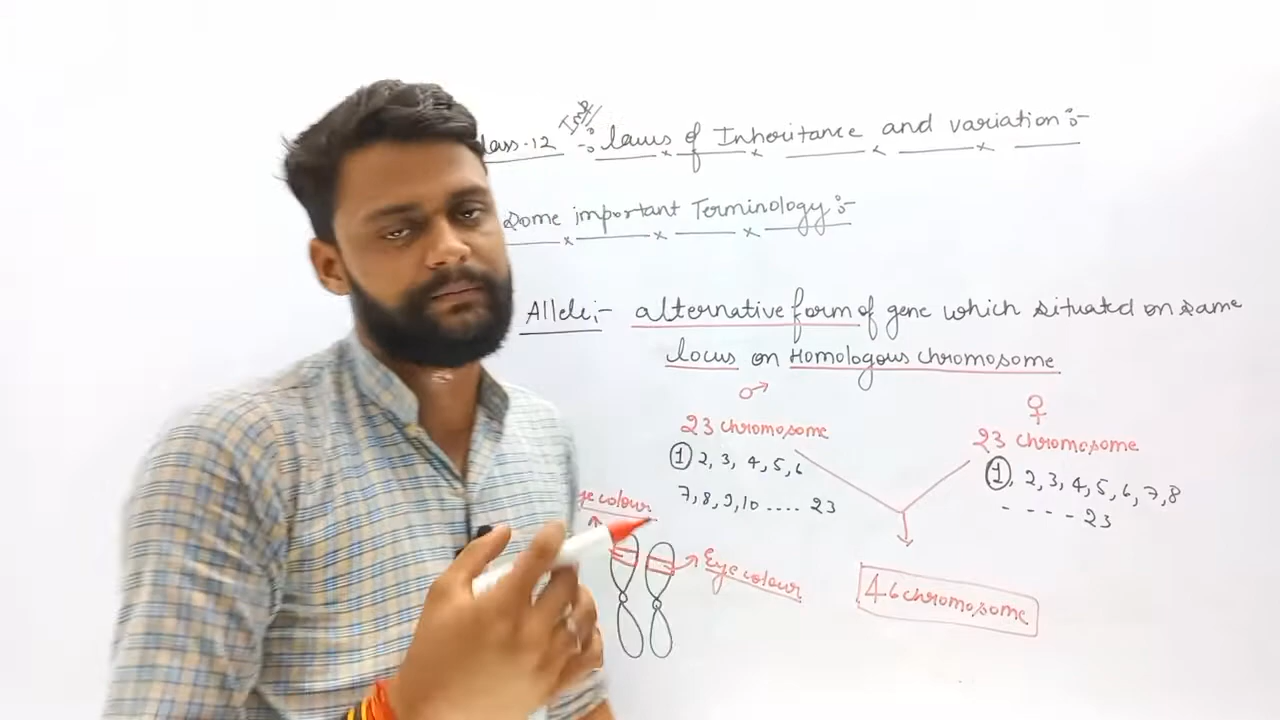 lass-12 Imp :- laws of Inheritance and variation :-
Some important Terminology :-
Allele :- alternative form of gene which situated on same
locus on Homologous chromosome
♂ ♀
23 chromosome 23 chromosome
1 2, 3, 4, 5, 6 1, 2, 3, 4, 5, 6, 7, 8
7, 8, 9, 10 .... 23 - - - - 23
ye colour
Eye colour
46 chromosome